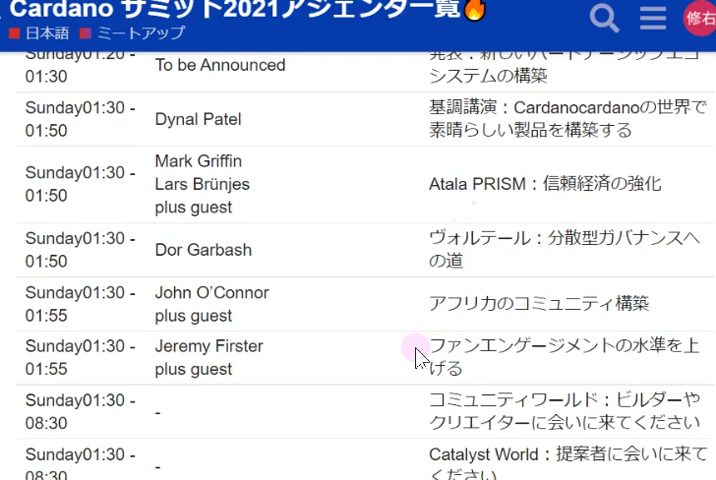 Cardano サミット2021アジェンダ一覧🔥
日本語 ミートアップ
修右
Sunday01:20 -
01:30
To be Announced
発表：新しいパートナーシップエコ
システムの構築
Sunday01:30 -
01:50
Dynal Patel
基調講演：Cardanocardanoの世界で
素晴らしい製品を構築する
Sunday01:30 -
01:50
Mark Griffin
Lars Brünjes
plus guest
Atala PRISM：信頼経済の強化
Sunday01:30 -
01:50
Dor Garbash
ヴォルテール：分散型ガバナンスへ
の道
Sunday01:30 -
01:55
John O’Connor
plus guest
アフリカのコミュニティ構築
Sunday01:30 -
01:55
Jeremy Firster
plus guest
ファンエンゲージメントの水準を上
げる
Sunday01:30 -
08:30
-
コミュニティワールド：ビルダーや
クリエイターに会いに来てください
Sunday01:30 -
08:30
-
Catalyst World：提案者に会いに来て
ください